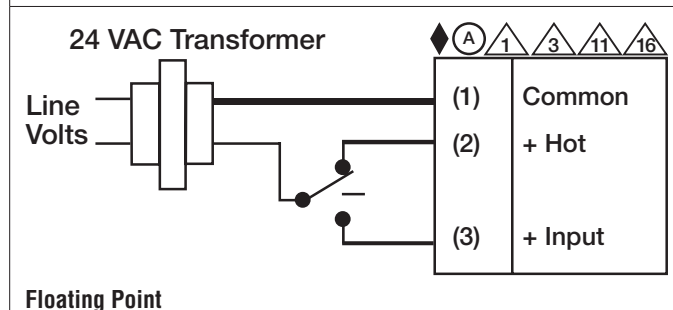 24 VAC Transformer
A 1 3 11 16
Line
Volts
(1) Common
(2) + Hot
(3) + Input
Floating Point